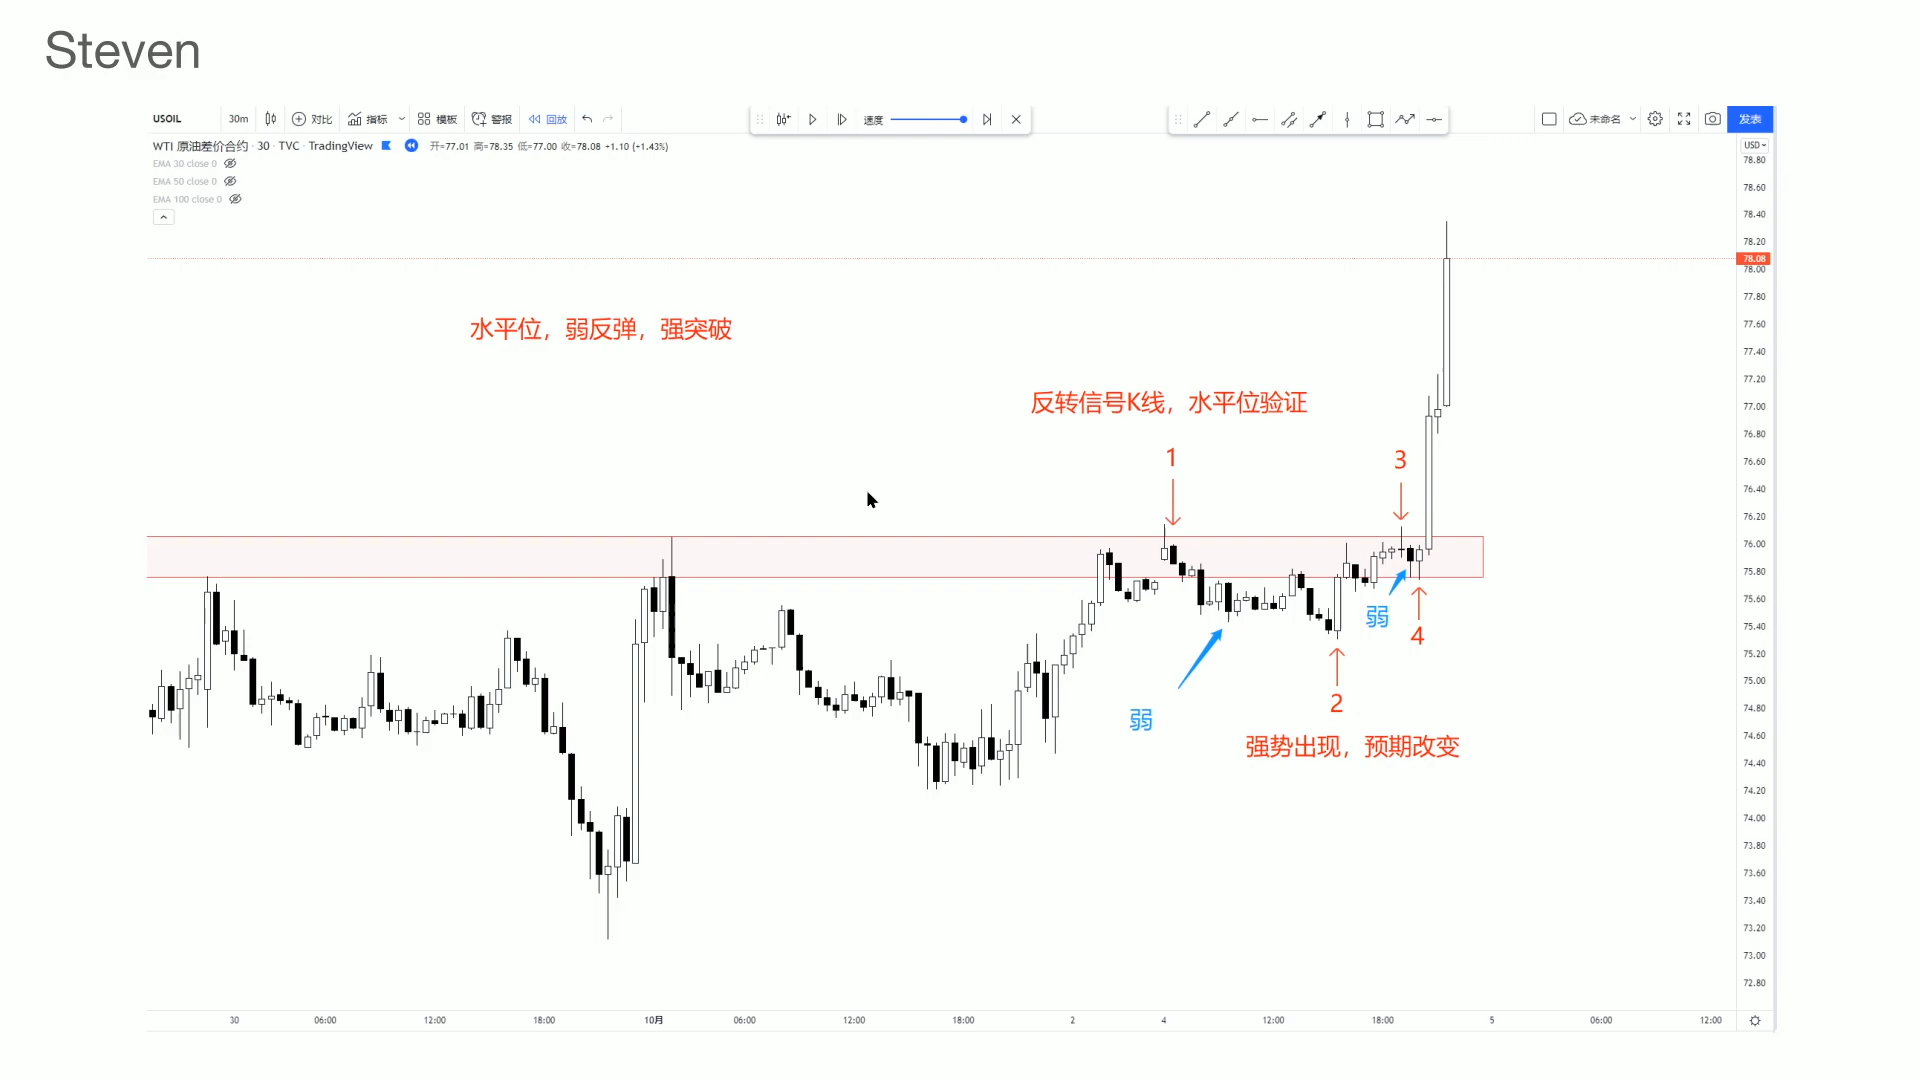 Steven
USOIL 30m 对比 指标 模板 警报 回放 速度 未命名 发表
WTI 原油差价合约 · 30 · TVC · TradingView 开=77.01 高=78.35 低=77.00 收=78.08 +1.10 (+1.43%)
USD
EMA 30 close 0
EMA 50 close 0
EMA 100 close 0
78.80
78.60
78.40
78.20
78.08
78.00
77.80
77.60
77.40
77.20
77.00
76.80
76.60
76.40
76.20
76.00
75.80
75.60
75.40
75.20
75.00
74.80
74.60
74.40
74.20
74.00
73.80
73.60
73.40
73.20
73.00
72.80
水平位，弱反弹，强突破
反转信号K线，水平位验证
1
3
弱
4
2
弱
强势出现，预期改变
30 06:00 12:00 18:00 10月 06:00 12:00 18:00 2 4 12:00 18:00 5 06:00 12:00